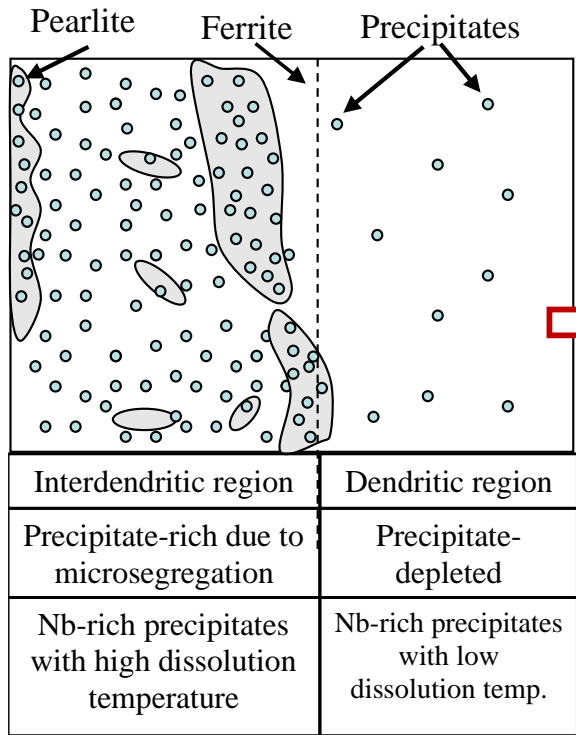 Pearlite
Ferrite
Precipitates
Interdendritic region
Dendritic region
Precipitate-rich due to
microsegregation
Precipitate-
depleted
Nb-rich precipitates
with high dissolution
temperature
Nb-rich precipitates
with low
dissolution temp.